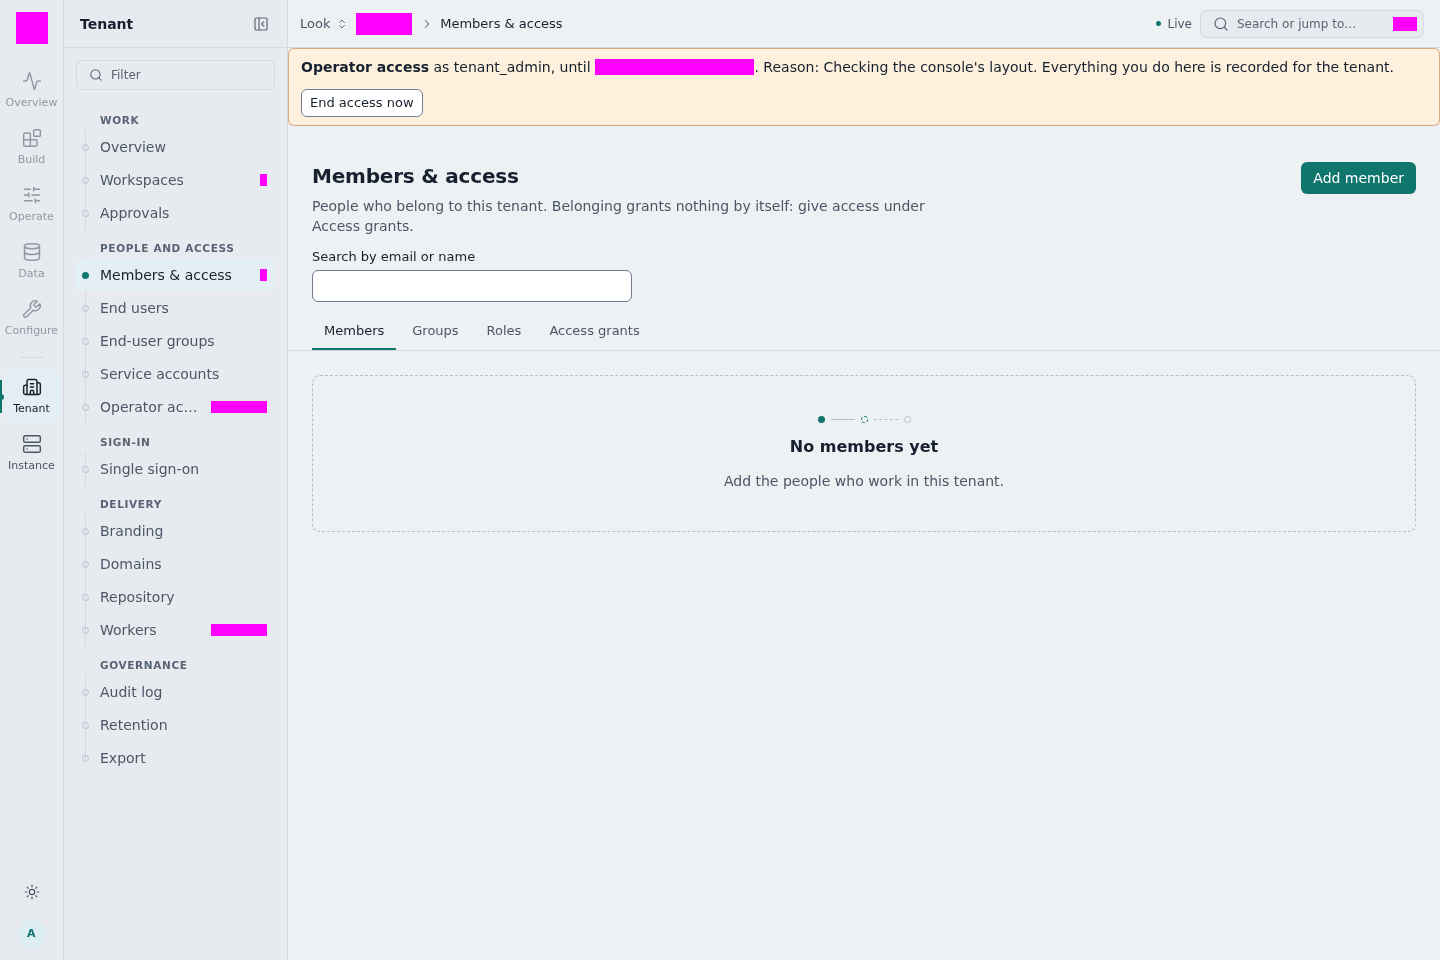 Tenant
Look
Members & access
Live
Search or jump to...
Operator access as tenant_admin, until . Reason: Checking the console's layout. Everything you do here is recorded for the tenant.
End access now
Overview
Build
Operate
Data
Configure
Tenant
Instance
A
Filter
WORK
Overview
Workspaces
Approvals
PEOPLE AND ACCESS
Members & access
End users
End-user groups
Service accounts
Operator ac...
SIGN-IN
Single sign-on
DELIVERY
Branding
Domains
Repository
Workers
GOVERNANCE
Audit log
Retention
Export
Members & access
Add member
People who belong to this tenant. Belonging grants nothing by itself: give access under
Access grants.
Search by email or name
Members
Groups
Roles
Access grants
No members yet
Add the people who work in this tenant.